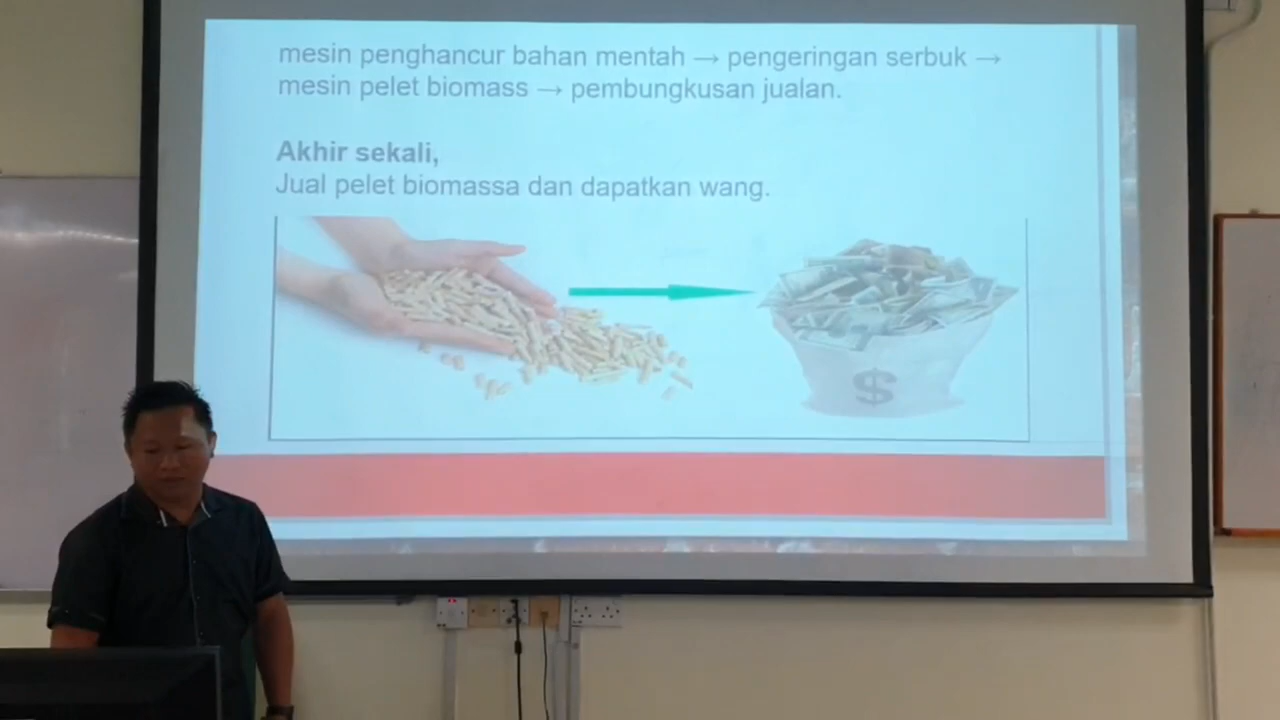 mesin penghancur bahan mentah → pengeringan serbuk →
mesin pelet biomass → pembungkusan jualan.
Akhir sekali,
Jual pelet biomassa dan dapatkan wang.
$